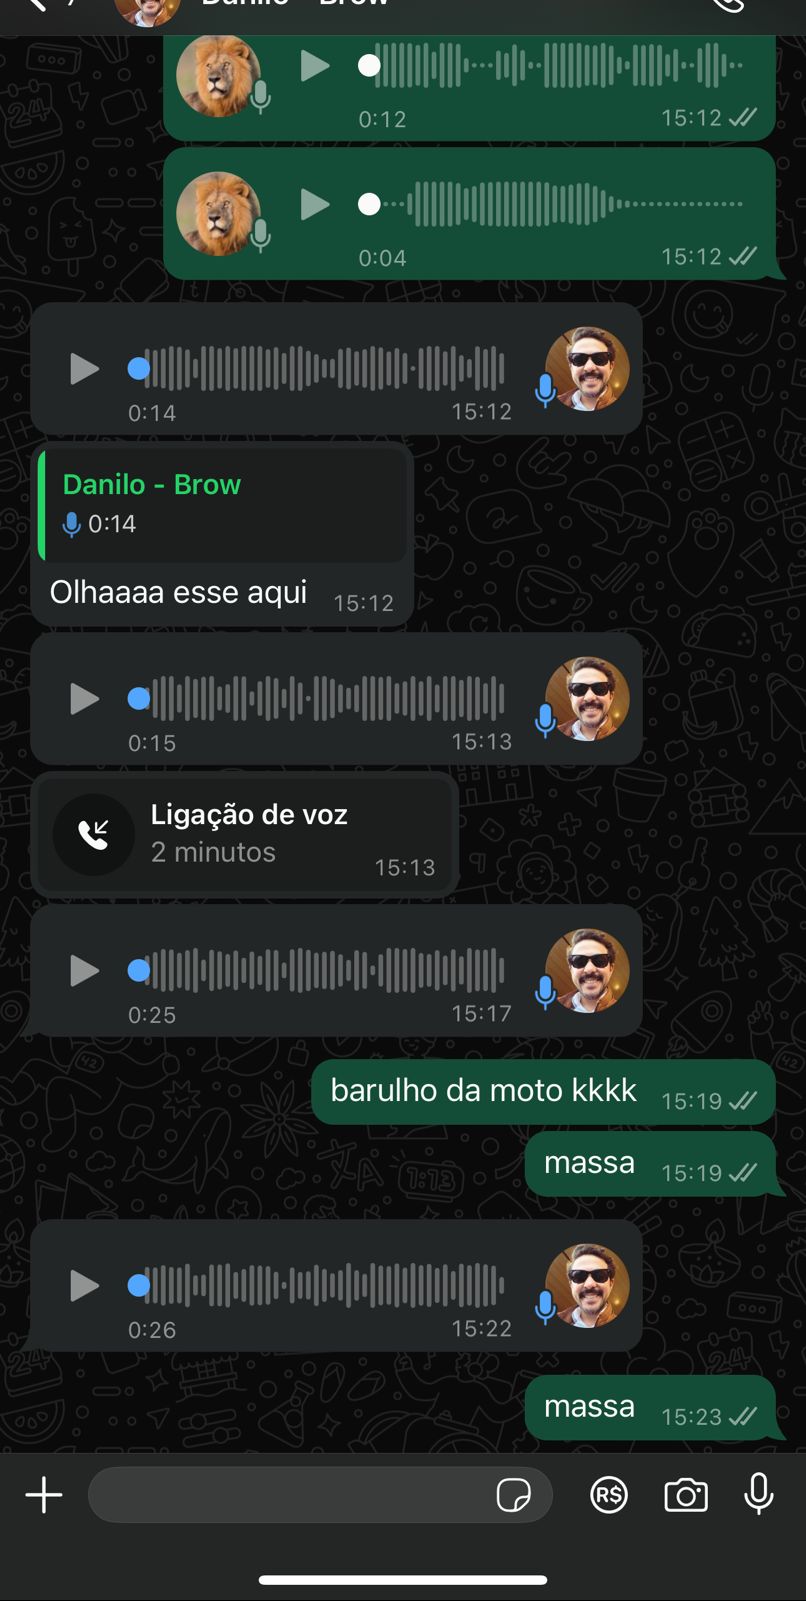 Danilo - Brow
0:12 15:12
0:04 15:12
0:14 15:12
Danilo - Brow
0:14
Olhaaaa esse aqui 15:12
0:15 15:13
Ligação de voz
2 minutos 15:13
0:25 15:17
barulho da moto kkkk 15:19
massa 15:19
0:26 15:22
massa 15:23
R$